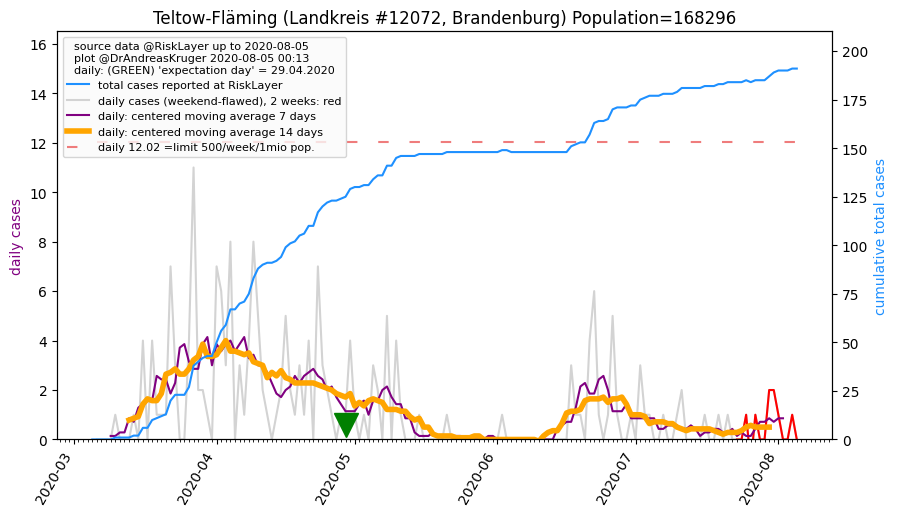 Teltow-Fläming (Landkreis #12072, Brandenburg) Population=168296
source data @RiskLayer up to 2020-08-05
plot @DrAndreasKruger 2020-08-05 00:13
daily: (GREEN) 'expectation day' = 29.04.2020
total cases reported at RiskLayer
daily cases (weekend-flawed), 2 weeks: red
daily: centered moving average 7 days
daily: centered moving average 14 days
daily 12.02 =limit 500/week/1mio pop.
daily cases
16
14
12
10
8
6
4
2
0
cumulative total cases
200
175
150
125
100
75
50
25
0
2020-03
2020-04
2020-05
2020-06
2020-07
2020-08